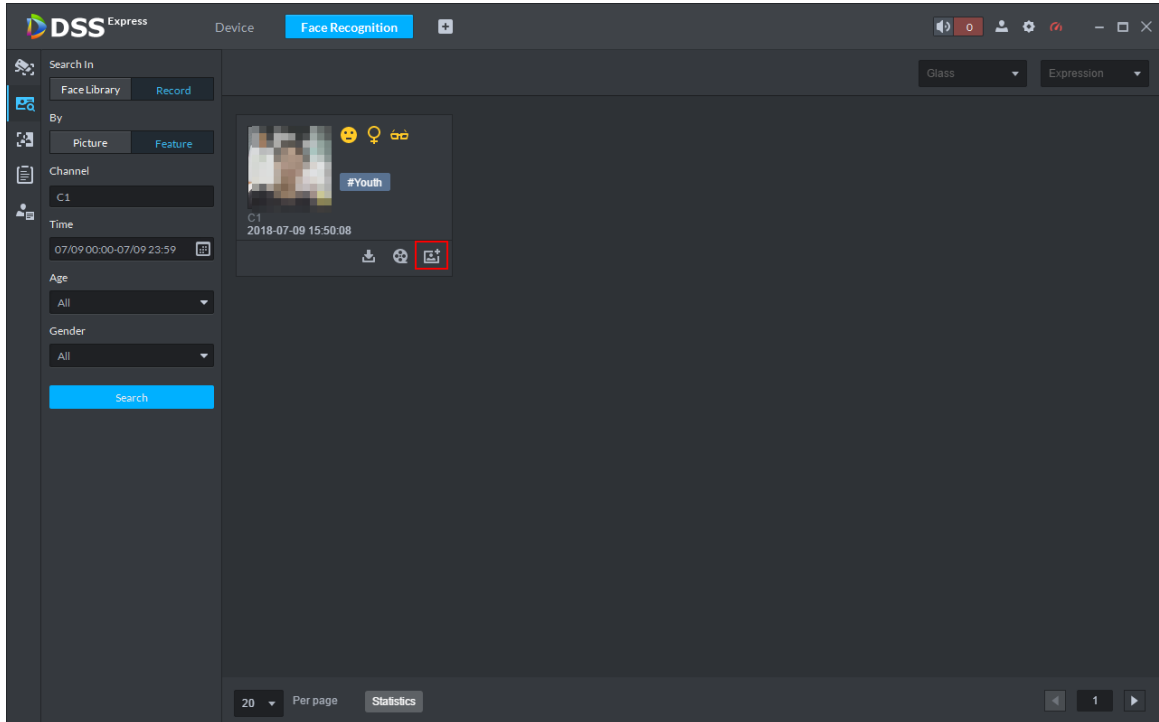 DSS Express
Device
Face Recognition
0
Search In
Face Library
Record
By
Picture
Feature
Channel
C1
Time
07/09 00:00-07/09 23:59
Age
All
Gender
All
Search
Glass
Expression
#Youth
C1
2018-07-09 15:50:08
20
Per page
Statistics
1